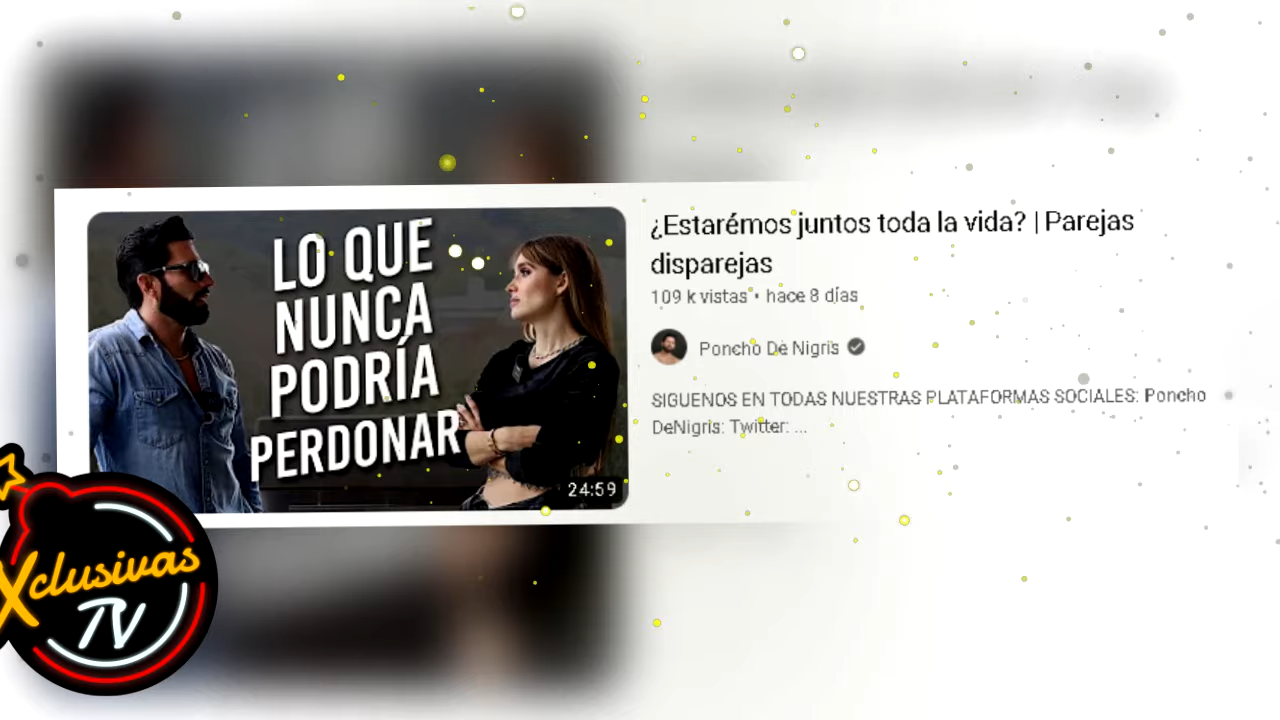 LO QUE
NUNCA
PODRÍA
PERDONAR
24:59
¿Estarémos juntos toda la vida? | Parejas
disparejas
109 k vistas • hace 8 días
Poncho De Nigris
SIGUENOS EN TODAS NUESTRAS PLATAFORMAS SOCIALES: Poncho
DeNigris: Twitter: ...
Xclusivas
TV